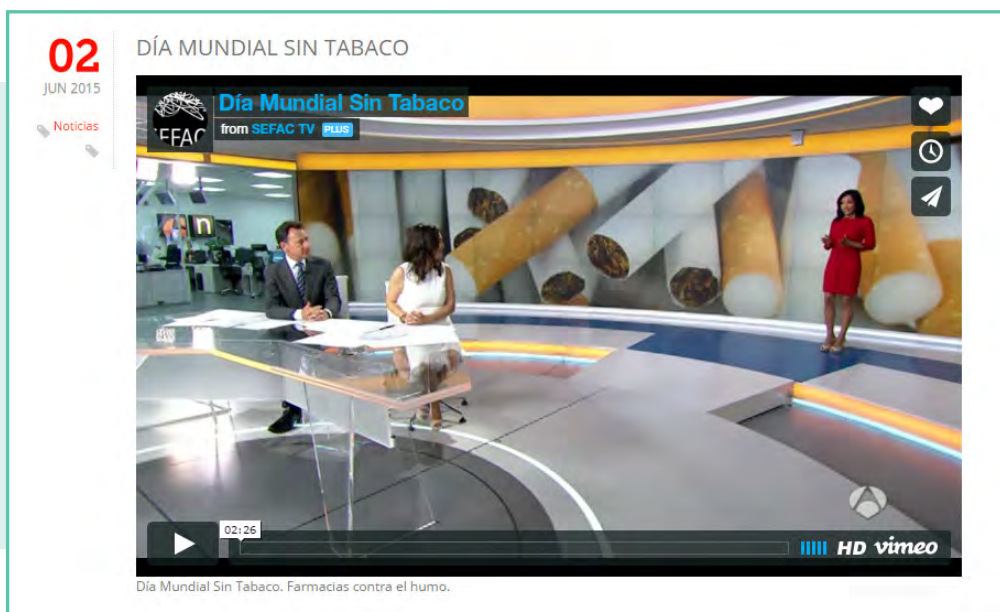 02
JUN 2015
Noticias
DÍA MUNDIAL SIN TABACO
Día Mundial Sin Tabaco
from SEFAC TV PLUS
SEFAC
n
02:26
HD vimeo
Día Mundial Sin Tabaco. Farmacias contra el humo.